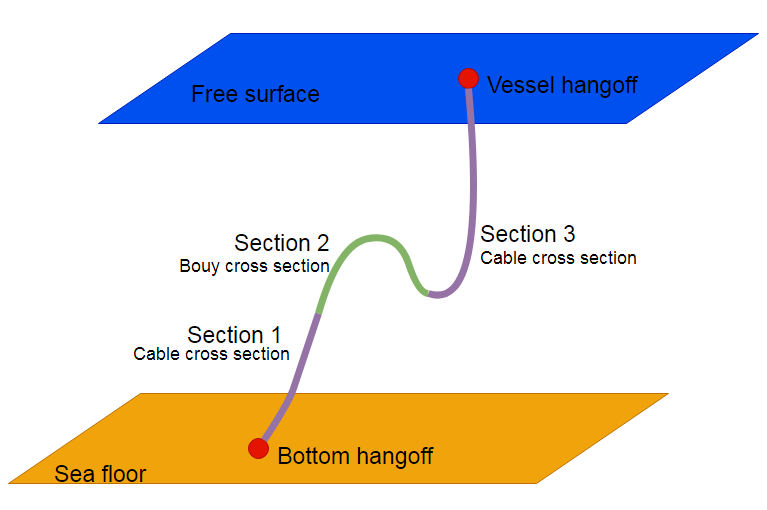 Free surface
Vessel hangoff
Section 2
Bouy cross section
Section 3
Cable cross section
Section 1
Cable cross section
Bottom hangoff
Sea floor